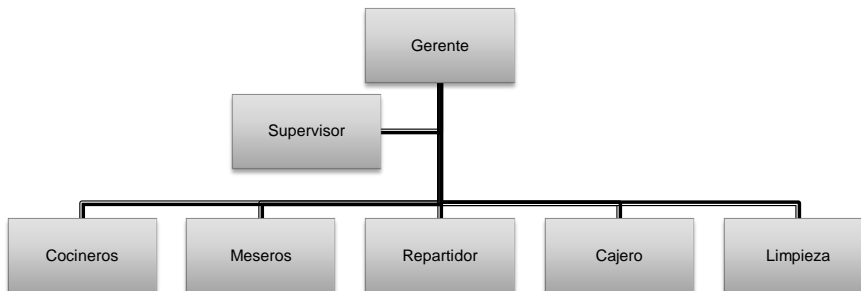 Gerente
Supervisor
Cocineros
Meseros
Repartidor
Cajero
Limpieza